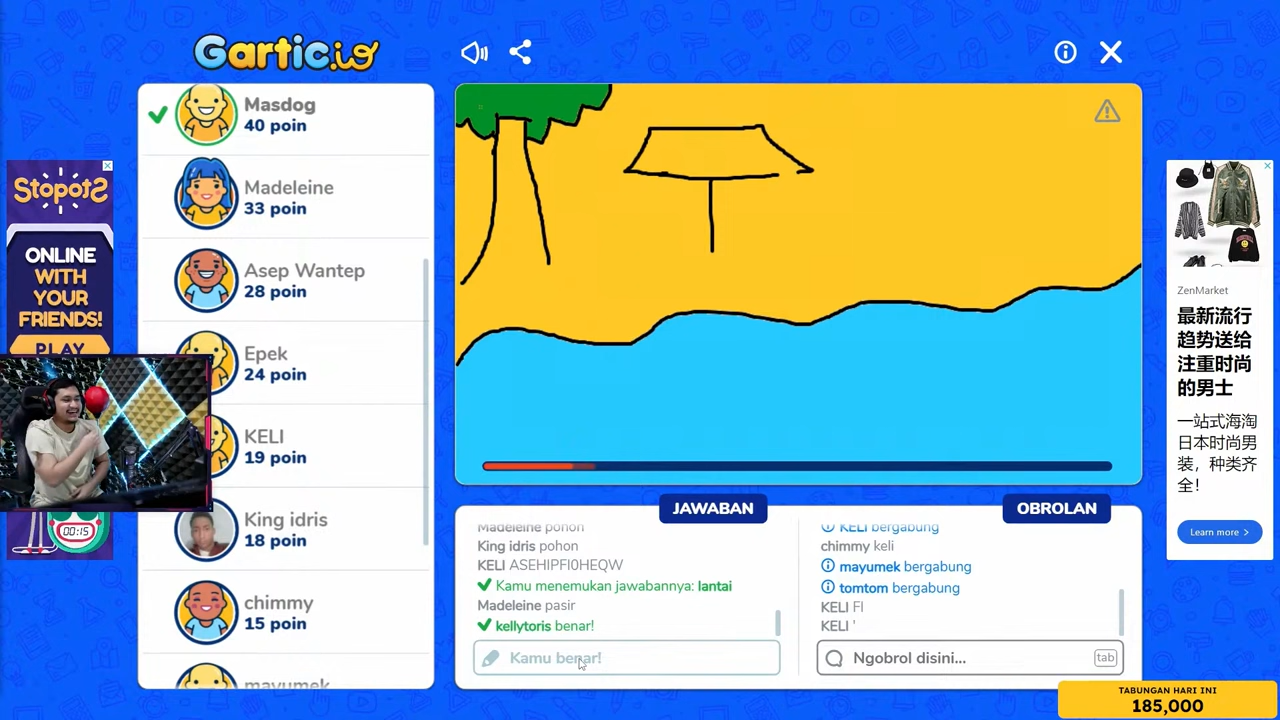 Gartic.io
Masdog
40 poin
Madeleine
33 poin
Asep Wantep
28 poin
Epek
24 poin
KELI
19 poin
King idris
18 poin
chimmy
15 poin
mayumek
StopotS
ONLINE
WITH
YOUR
FRIENDS!
PLAY
00:15
JAWABAN
Madeleine pohon
King idris pohon
KELI ASEHIPFI0HEQW
Kamu menemukan jawabannya: lantai
Madeleine pasir
kellytoris benar!
Kamu benar!
OBROLAN
KELI bergabung
chimmy keli
mayumek bergabung
tomtom bergabung
KELI FI
KELI '
Ngobrol disini...
tab
ZenMarket
最新流行
趋势送给
注重时尚
的男士
一站式海淘
日本时尚男
装，种类齐
全！
Learn more >
TABUNGAN HARI INI
185,000